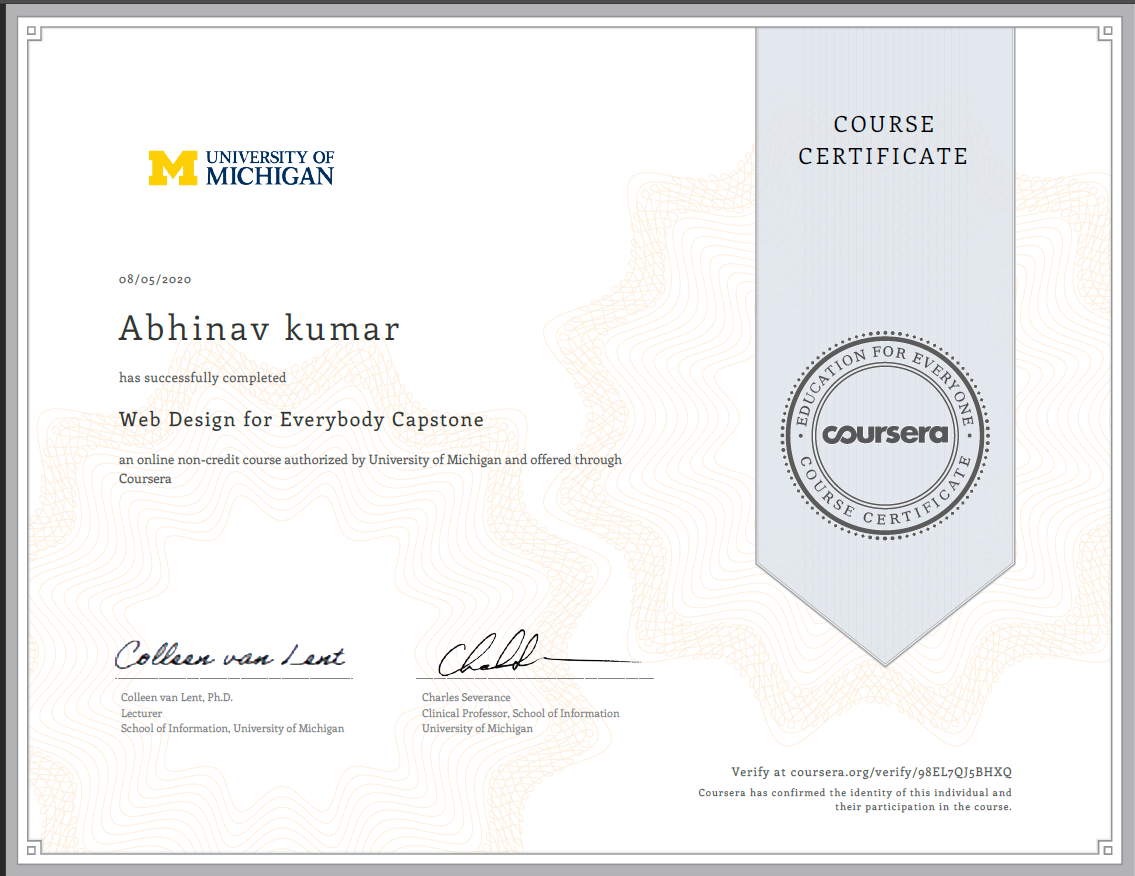 UNIVERSITY OF
MICHIGAN
COURSE
CERTIFICATE
08/05/2020
Abhinav kumar
has successfully completed
Web Design for Everybody Capstone
an online non-credit course authorized by University of Michigan and offered through
Coursera
EDUCATION FOR EVERYONE
coursera
COURSE CERTIFICATE
Colleen van Lent
Colleen van Lent, Ph.D.
Lecturer
School of Information, University of Michigan
Charles Severance
Clinical Professor, School of Information
University of Michigan
Verify at coursera.org/verify/98EL7QJ5BHXQ
Coursera has confirmed the identity of this individual and
their participation in the course.